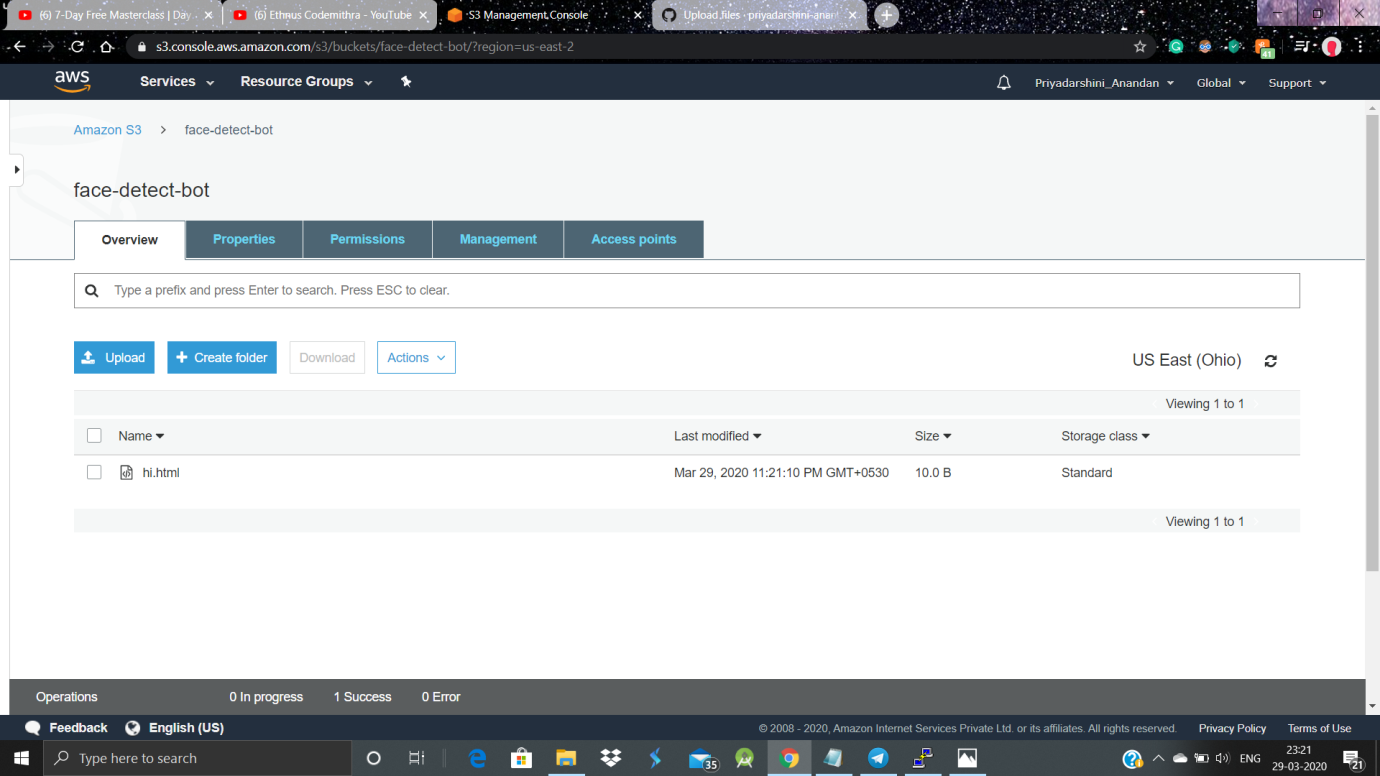 (6) 7-Day Free Masterclass | Day
(6) Ethnus Codemithra - YouTube
S3 Management Console
Upload files · priyadarshini-anant
s3.console.aws.amazon.com/s3/buckets/face-detect-bot/?region=us-east-2
41
aws
Services
Resource Groups
Priyadarshini_Anandan
Global
Support
Amazon S3 > face-detect-bot
face-detect-bot
Overview
Properties
Permissions
Management
Access points
Type a prefix and press Enter to search. Press ESC to clear.
Upload
+ Create folder
Download
Actions
US East (Ohio)
Viewing 1 to 1
Name
Last modified
Size
Storage class
hi.html
Mar 29, 2020 11:21:10 PM GMT+0530
10.0 B
Standard
Viewing 1 to 1
Operations
0 In progress
1 Success
0 Error
Feedback
English (US)
© 2008 - 2020, Amazon Internet Services Private Ltd. or its affiliates. All rights reserved.
Privacy Policy
Terms of Use
Type here to search
35
ENG
23:21
29-03-2020
21